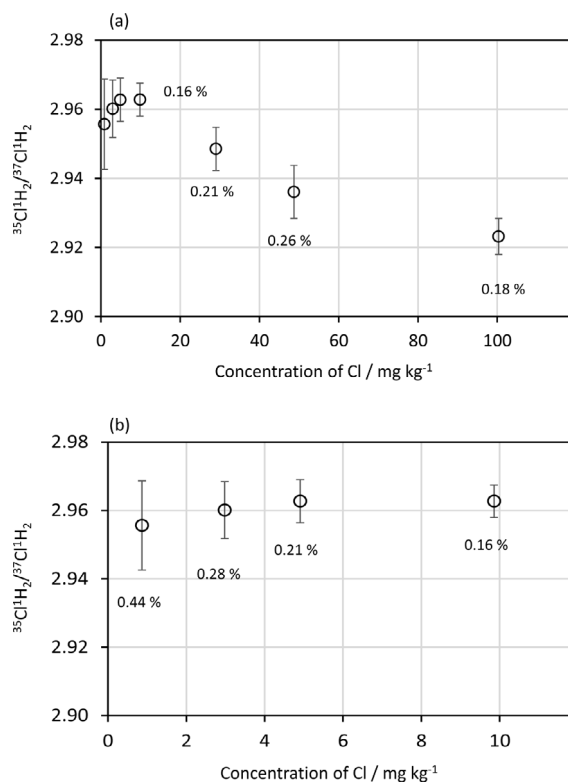 (a)
2.98
2.96
2.94
2.92
2.90
³⁵Cl¹H₂/³⁷Cl¹H₂
0.16 %
0.21 %
0.26 %
0.18 %
0 20 40 60 80 100
Concentration of Cl / mg kg⁻¹
(b)
2.98
2.96
2.94
2.92
2.90
³⁵Cl¹H₂/³⁷Cl¹H₂
0.44 %
0.28 %
0.21 %
0.16 %
0 2 4 6 8 10
Concentration of Cl / mg kg⁻¹